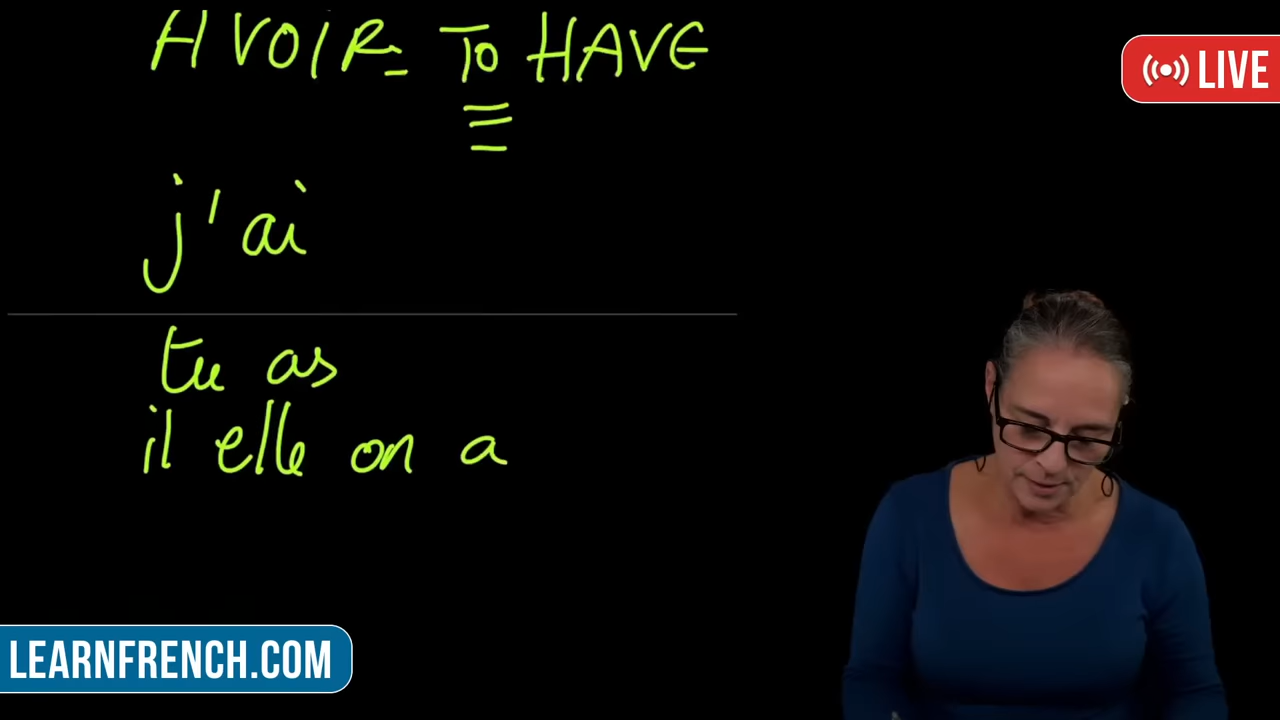 AVOIR = TO HAVE
LIVE
j'ai
tu as
il elle on a
LEARNFRENCH.COM